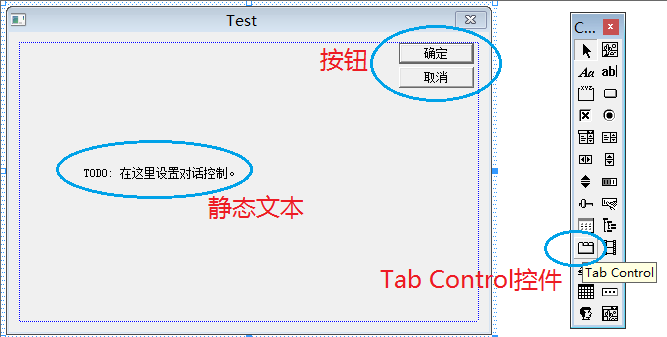 Test
C...
确定
按钮
取消
Aa
ab|
XYZ
TODO: 在这里设置对话控制。
静态文本
Tab Control控件
Tab Control